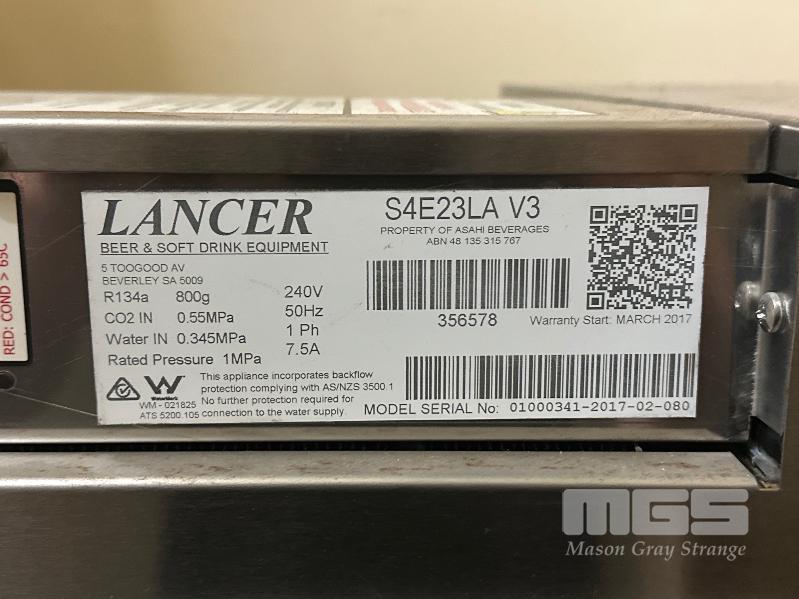 RED: COND > 65C
LANCER
BEER & SOFT DRINK EQUIPMENT
5 TOOGOOD AV
BEVERLEY SA 5009
R134a 800g 240V
CO2 IN 0.55MPa 50Hz
Water IN 0.345MPa 1 Ph
Rated Pressure 1MPa 7.5A
WaterMark
WM - 021825
ATS 5200.105
This appliance incorporates backflow
protection complying with AS/NZS 3500.1
No further protection required for
connection to the water supply.
S4E23LA V3
PROPERTY OF ASAHI BEVERAGES
ABN 48 135 315 767
356578
Warranty Start: MARCH 2017
MODEL SERIAL No: 01000341-2017-02-080
MGS
Mason Gray Strange